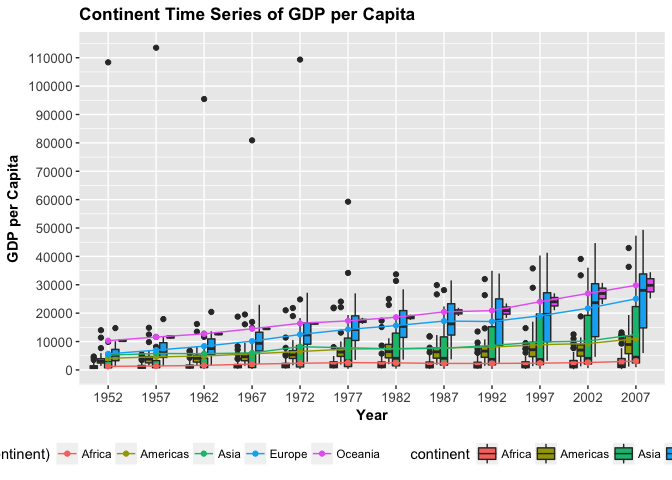 Continent Time Series of GDP per Capita
GDP per Capita
110000
100000
90000
80000
70000
60000
50000
40000
30000
20000
10000
0
1952 1957 1962 1967 1972 1977 1982 1987 1992 1997 2002 2007
Year
ntinent) Africa Americas Asia Europe Oceania continent Africa Americas Asia